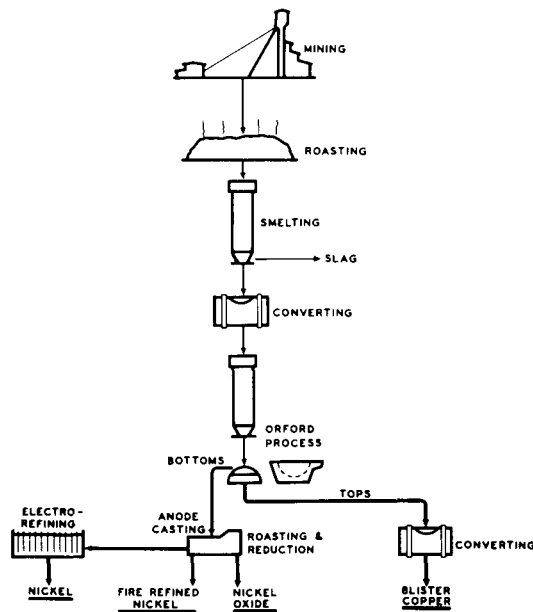 MINING
ROASTING
SMELTING
SLAG
CONVERTING
ORFORD
PROCESS
BOTTOMS
TOPS
ELECTRO-
REFINING
ANODE
CASTING
ROASTING &
REDUCTION
CONVERTING
NICKEL
FIRE REFINED
NICKEL
NICKEL
OXIDE
BLISTER
COPPER